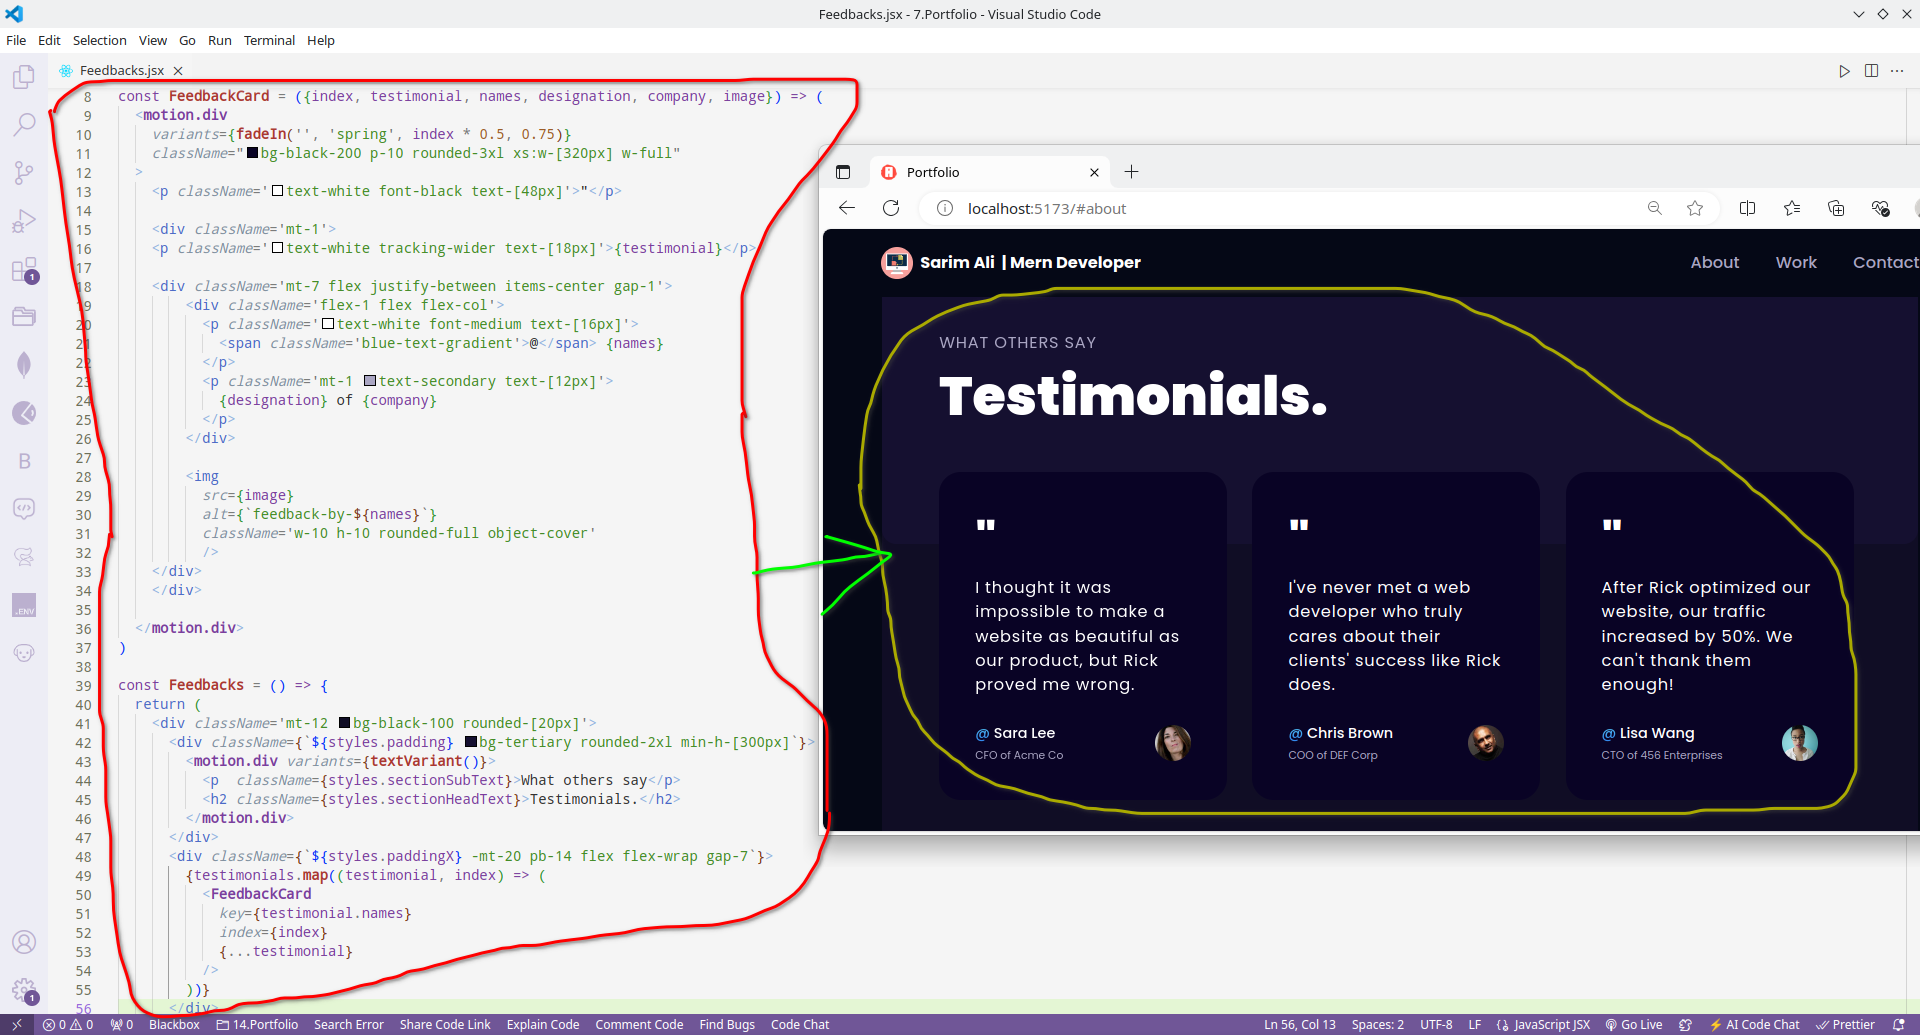 Feedbacks.jsx - 7.Portfolio - Visual Studio Code
File Edit Selection View Go Run Terminal Help
Feedbacks.jsx
8 const FeedbackCard = ({index, testimonial, names, designation, company, image}) => (
9 <motion.div
10 variants={fadeIn('', 'spring', index * 0.5, 0.75)}
11 className="bg-black-200 p-10 rounded-3xl xs:w-[320px] w-full"
12 >
13 <p className='text-white font-black text-[48px]'>"</p>
14
15 <div className='mt-1'>
16 <p className='text-white tracking-wider text-[18px]'>{testimonial}</p>
17
18 <div className='mt-7 flex justify-between items-center gap-1'>
19 <div className='flex-1 flex flex-col'>
20 <p className='text-white font-medium text-[16px]'>
21 <span className='blue-text-gradient'>@</span> {names}
22 </p>
23 <p className='mt-1 text-secondary text-[12px]'>
24 {designation} of {company}
25 </p>
26 </div>
27
28 <img
29 src={image}
30 alt={`feedback-by-${names}`}
31 className='w-10 h-10 rounded-full object-cover'
32 />
33 </div>
34 </div>
35
36 </motion.div>
37 )
38
39 const Feedbacks = () => {
40 return (
41 <div className='mt-12 bg-black-100 rounded-[20px]'>
42 <div className={`${styles.padding} bg-tertiary rounded-2xl min-h-[300px]`}>
43 <motion.div variants={textVariant()}>
44 <p className={styles.sectionSubText}>What others say</p>
45 <h2 className={styles.sectionHeadText}>Testimonials.</h2>
46 </motion.div>
47 </div>
48 <div className={`${styles.paddingX} -mt-20 pb-14 flex flex-wrap gap-7`}>
49 {testimonials.map((testimonial, index) => (
50 <FeedbackCard
51 key={testimonial.names}
52 index={index}
53 {...testimonial}
54 />
55 ))}
56 </div>
1
B
.ENV
1
Portfolio
localhost:5173/#about
Sarim Ali | Mern Developer
About Work Contact
WHAT OTHERS SAY
Testimonials.
"
I thought it was
impossible to make a
website as beautiful as
our product, but Rick
proved me wrong.
@ Sara Lee
CFO of Acme Co
"
I've never met a web
developer who truly
cares about their
clients' success like Rick
does.
@ Chris Brown
COO of DEF Corp
"
After Rick optimized our
website, our traffic
increased by 50%. We
can't thank them
enough!
@ Lisa Wang
CTO of 456 Enterprises
0 0 0 Blackbox 14.Portfolio Search Error Share Code Link Explain Code Comment Code Find Bugs Code Chat Ln 56, Col 13 Spaces: 2 UTF-8 LF JavaScript JSX Go Live AI Code Chat Prettier